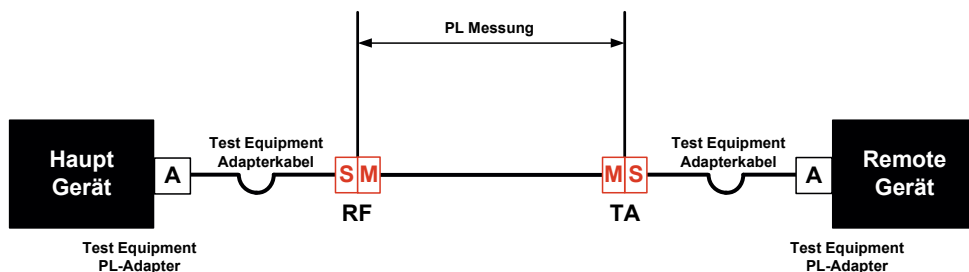 PL Messung
Haupt
Gerät
A
Test Equipment
Adapterkabel
S M
RF
M S
TA
Test Equipment
Adapterkabel
A
Remote
Gerät
Test Equipment
PL-Adapter
Test Equipment
PL-Adapter